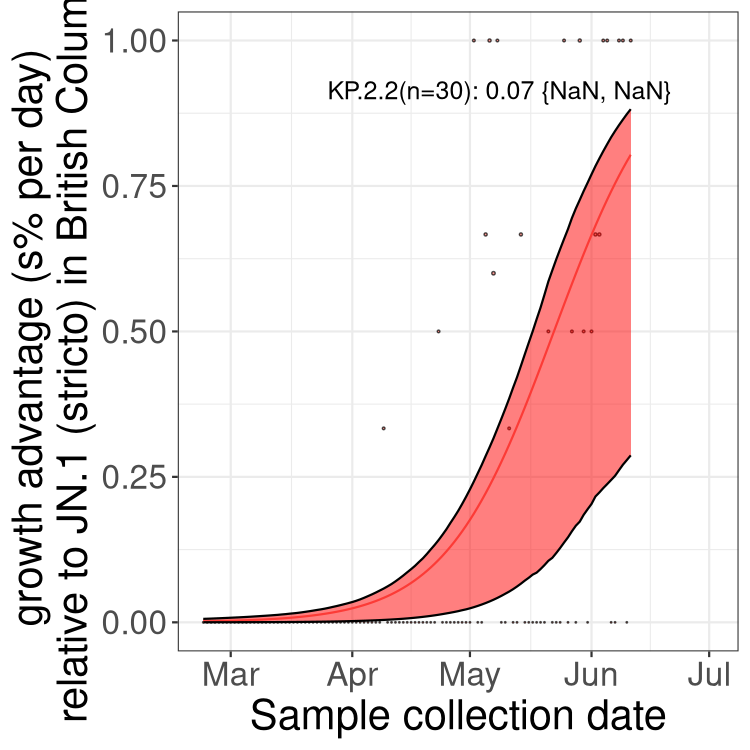 growth advantage (s% per day)
relative to JN.1 (stricto) in British Colum
1.00
0.75
0.50
0.25
0.00
KP.2.2(n=30): 0.07 {NaN, NaN}
Mar Apr May Jun Jul
Sample collection date